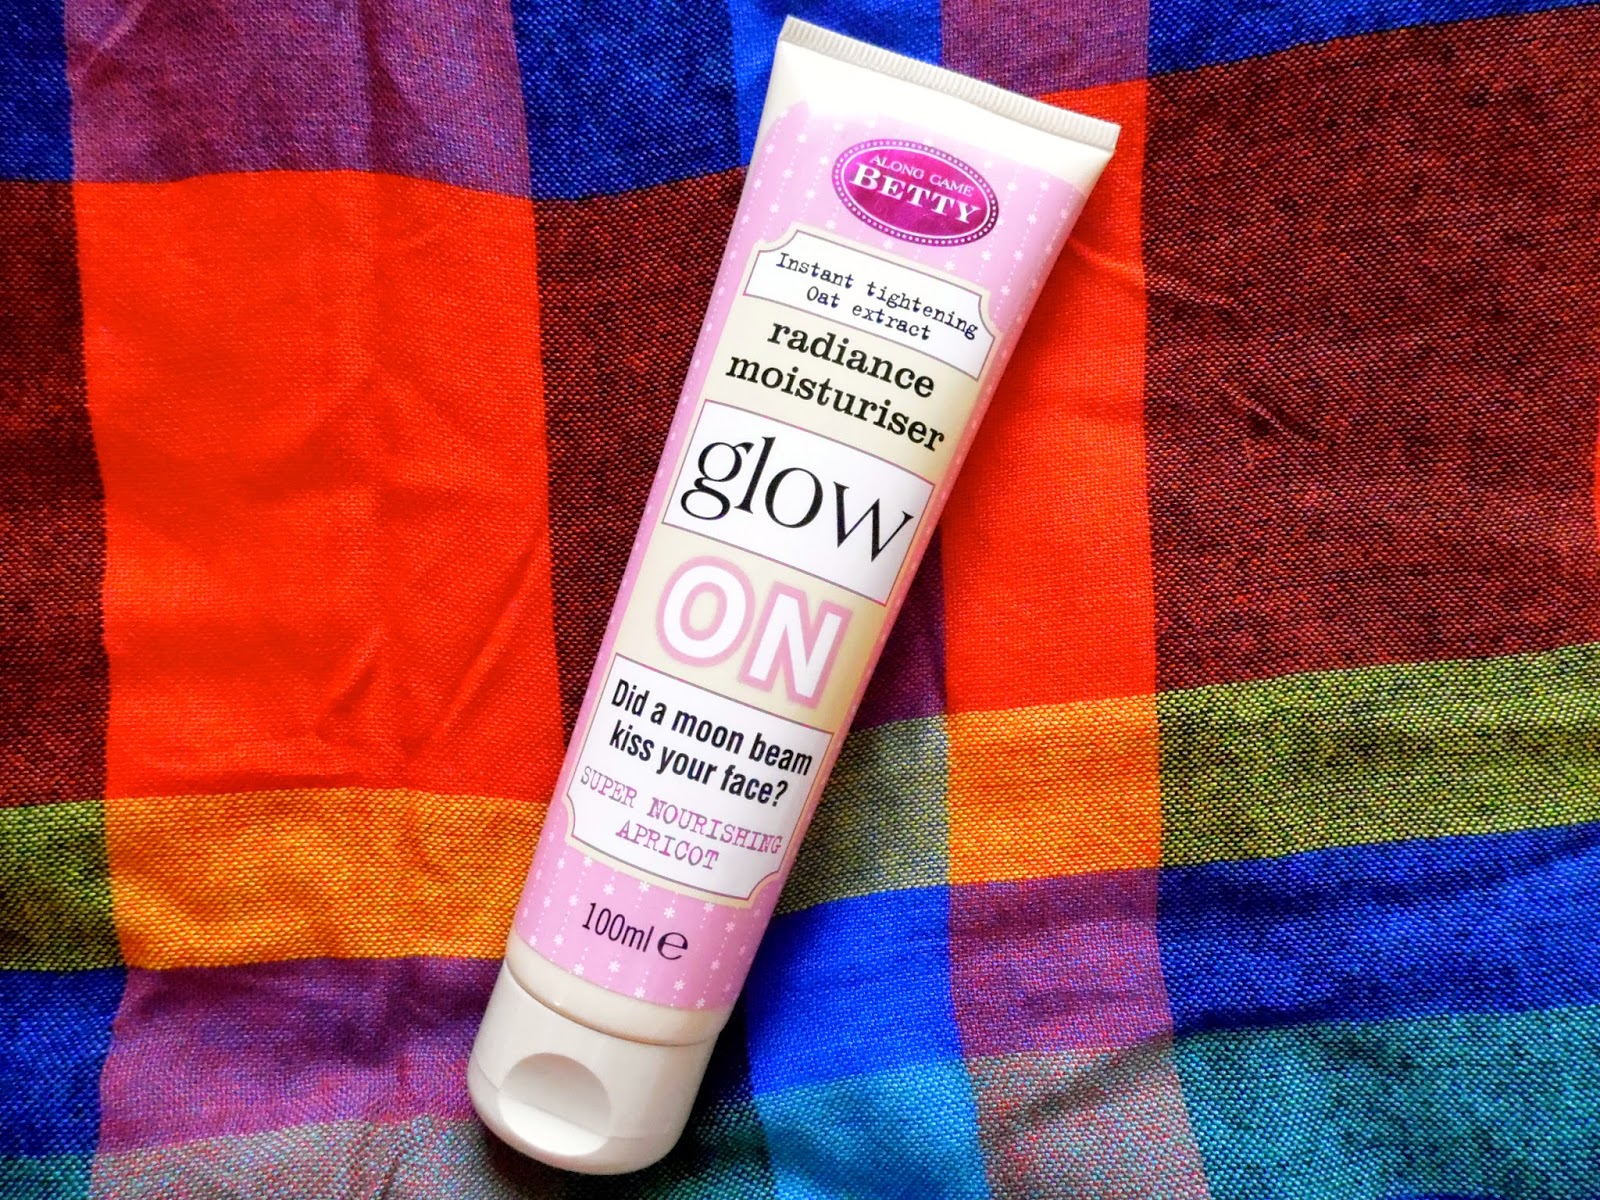 ALONG GAME
BETTY
Instant tightening
Oat extract
radiance
moisturiser
glow
ON
Did a moon beam
kiss your face?
SUPER NOURISHING
APRICOT
100ml ℮